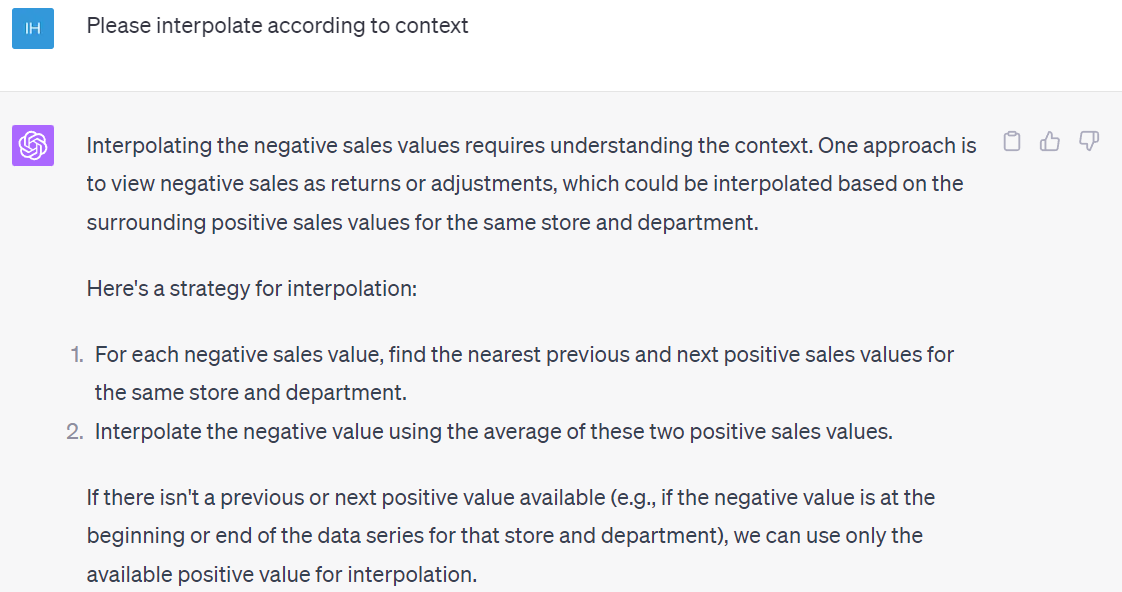 IH
Please interpolate according to context
Interpolating the negative sales values requires understanding the context. One approach is
to view negative sales as returns or adjustments, which could be interpolated based on the
surrounding positive sales values for the same store and department.
Here's a strategy for interpolation:
1. For each negative sales value, find the nearest previous and next positive sales values for
the same store and department.
2. Interpolate the negative value using the average of these two positive sales values.
If there isn't a previous or next positive value available (e.g., if the negative value is at the
beginning or end of the data series for that store and department), we can use only the
available positive value for interpolation.